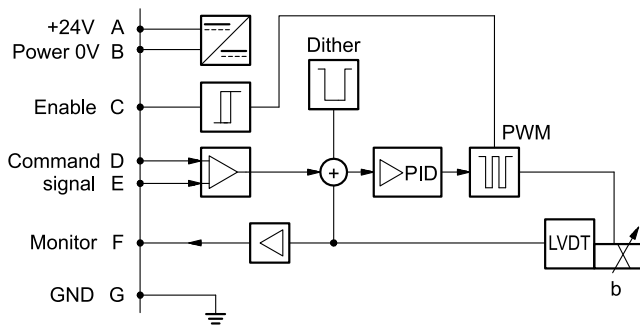 +24V A
Power 0V B
Dither
Enable C
PWM
Command D
signal E
PID
Monitor F
LVDT
b
GND G